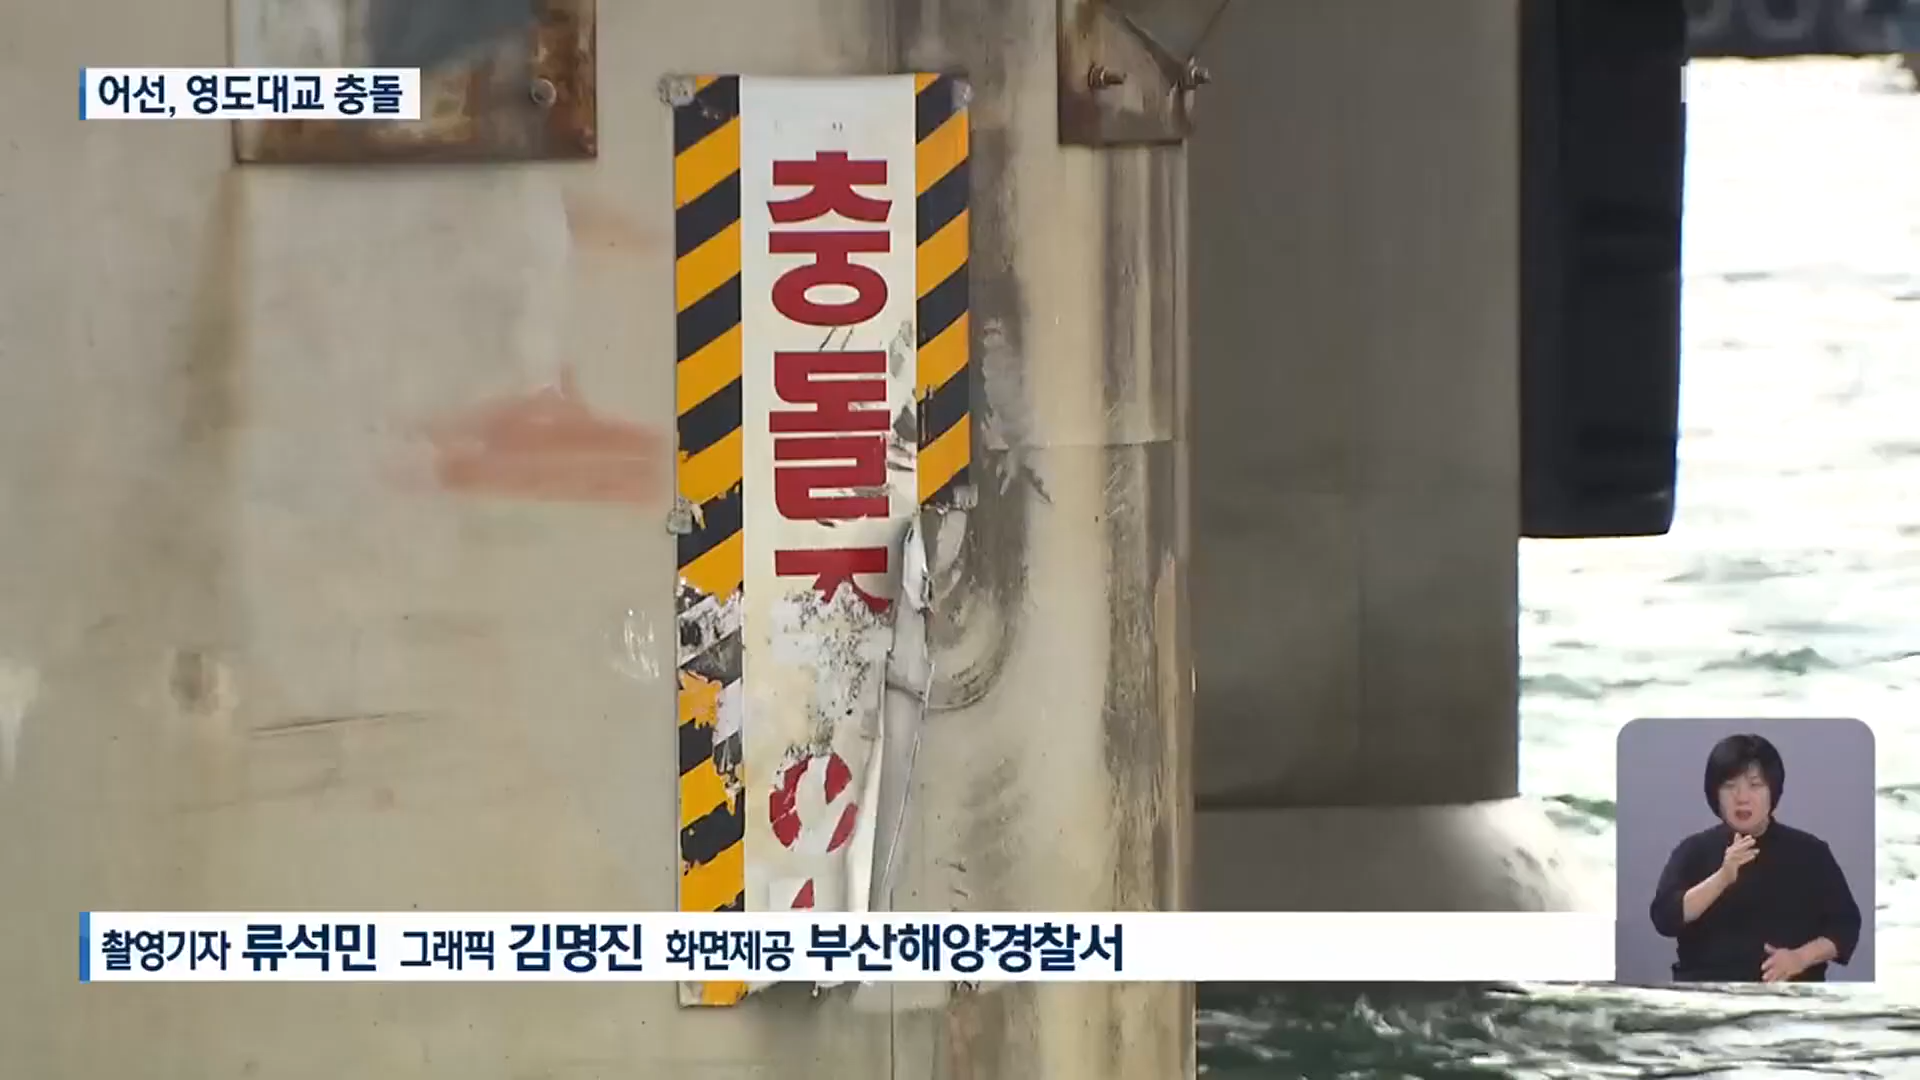 어선, 영도대교 충돌
충돌
촬영기자 류석민 그래픽 김명진 화면제공 부산해양경찰서